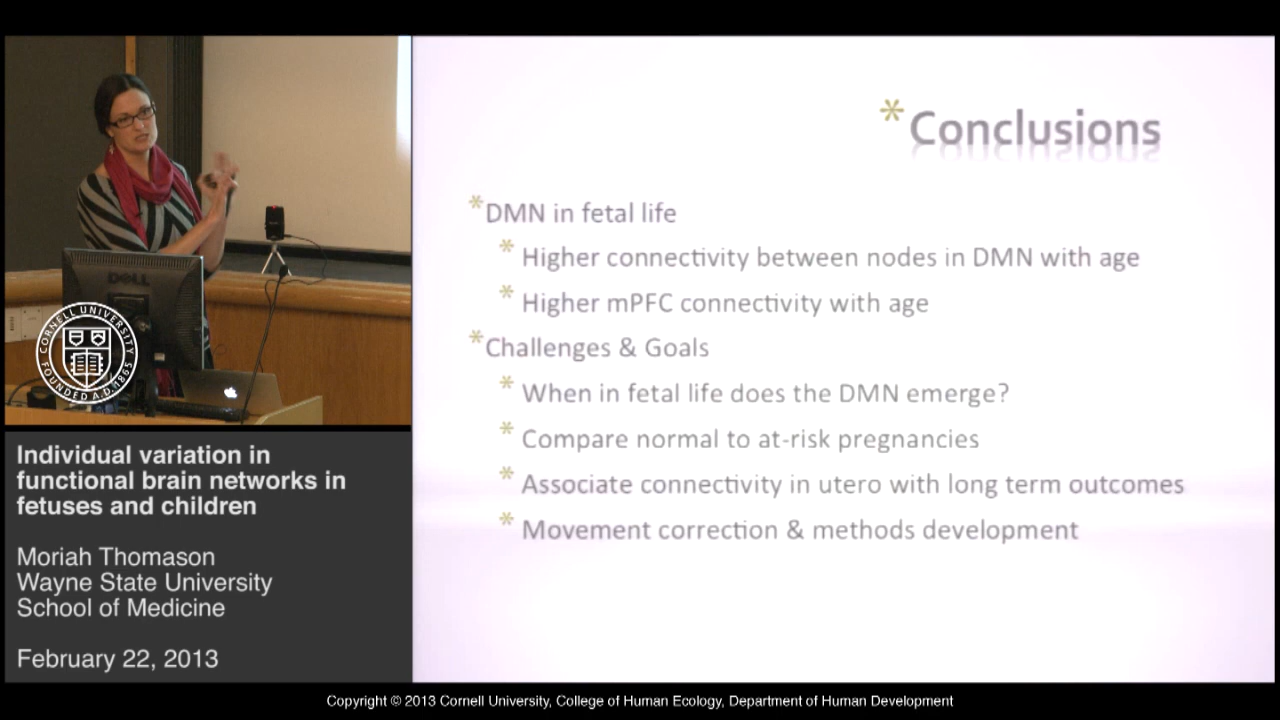 *Conclusions
*DMN in fetal life
* Higher connectivity between nodes in DMN with age
* Higher mPFC connectivity with age
*Challenges & Goals
* When in fetal life does the DMN emerge?
* Compare normal to at-risk pregnancies
* Associate connectivity in utero with long term outcomes
* Movement correction & methods development
DELL
CORNELL UNIVERSITY
FOUNDED A.D. 1865
Individual variation in
functional brain networks in
fetuses and children
Moriah Thomason
Wayne State University
School of Medicine
February 22, 2013
Copyright © 2013 Cornell University, College of Human Ecology, Department of Human Development